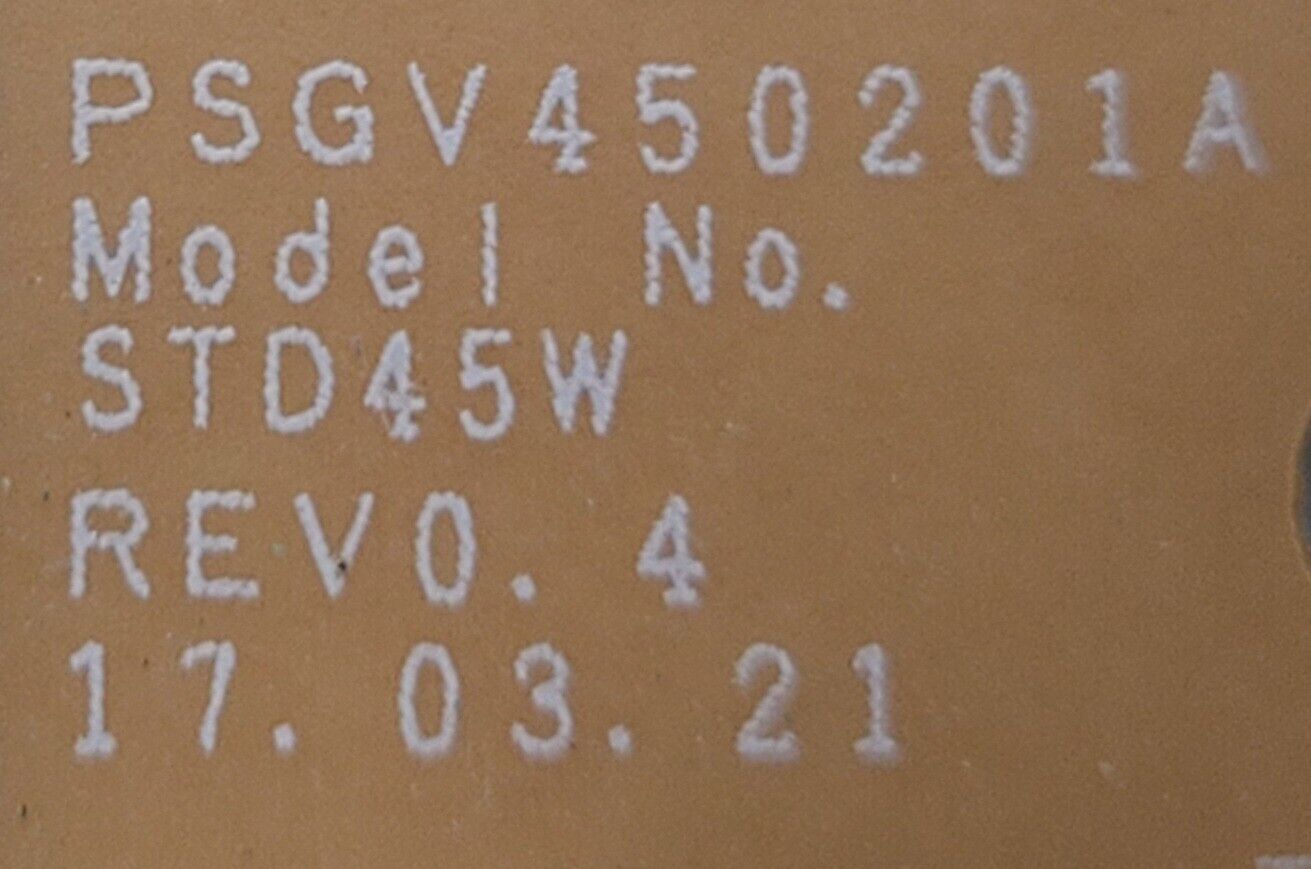 PSGV450201A
Model No.
STD45W
REV0.4
17.03.21